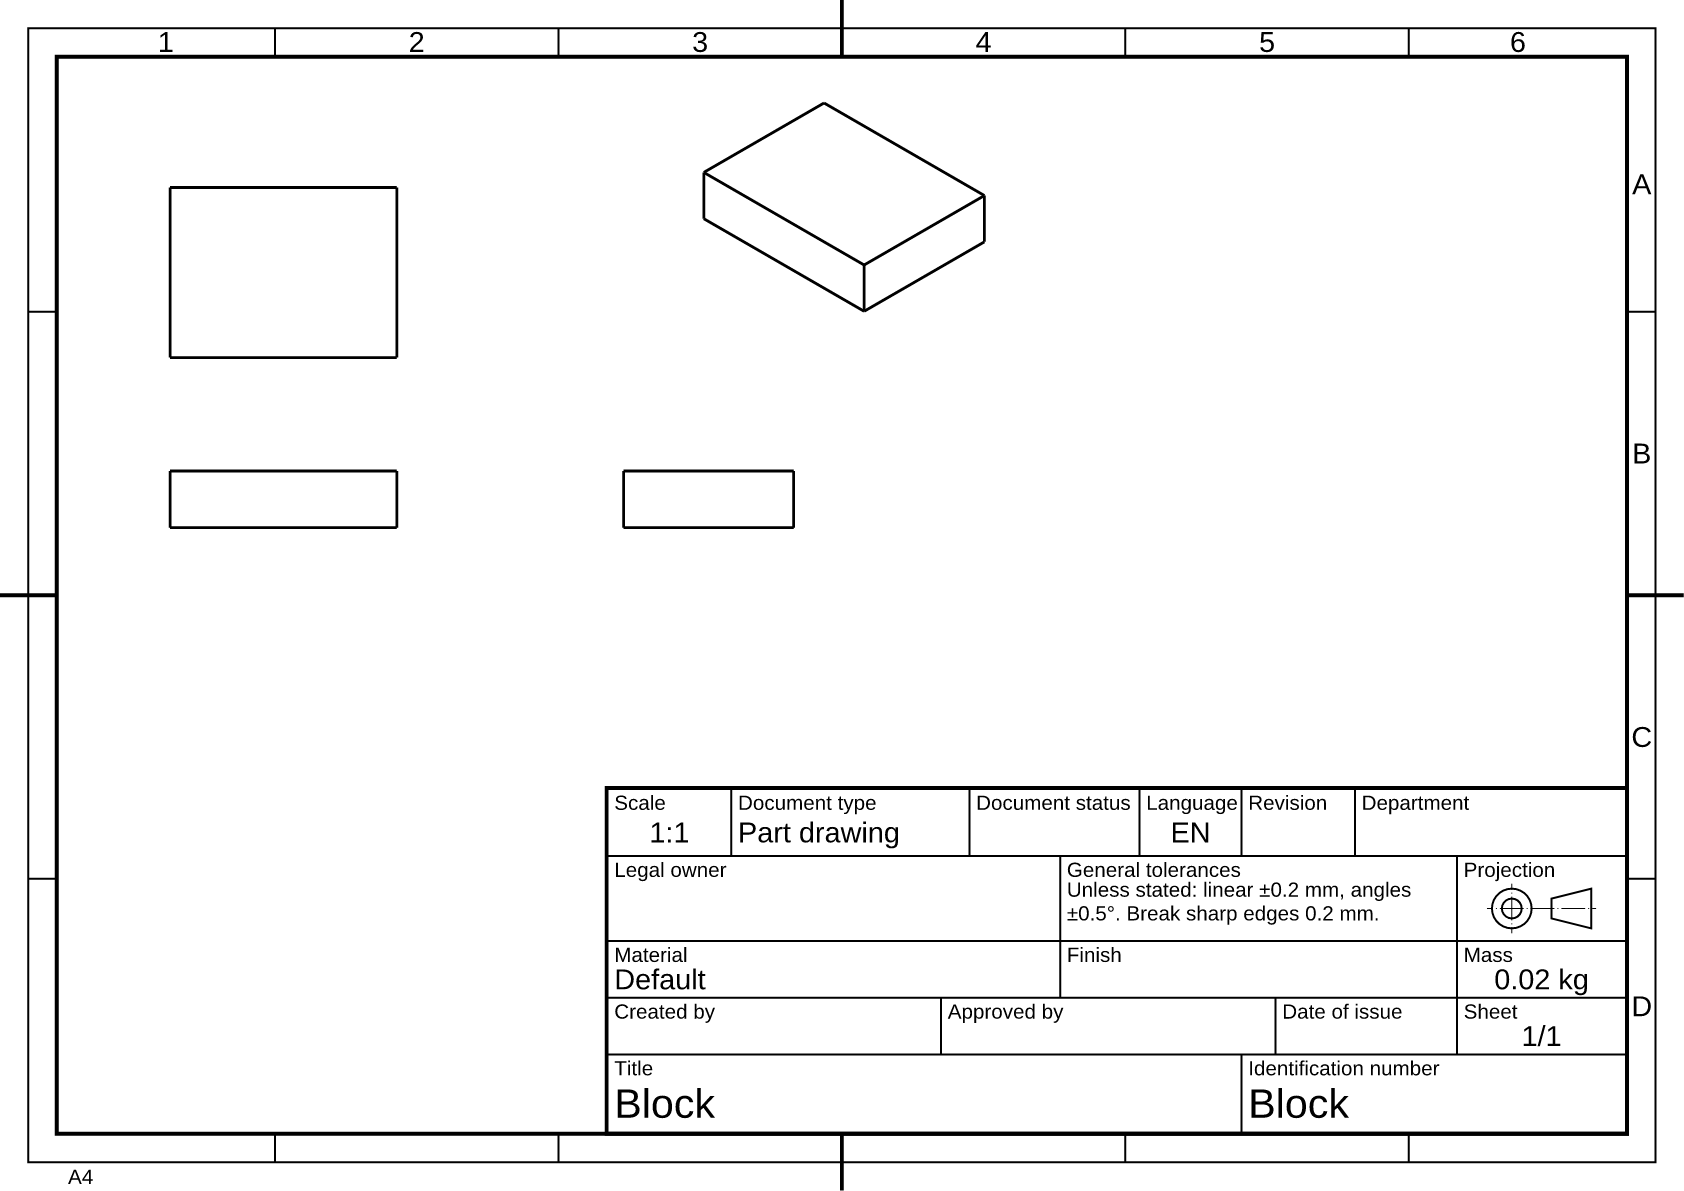 1 2 3 4 5 6
A
B
C
D
Scale Document type Document status Language Revision Department
1:1 Part drawing EN
Legal owner General tolerances Projection
Unless stated: linear ±0.2 mm, angles
±0.5°. Break sharp edges 0.2 mm.
Material Finish Mass
Default 0.02 kg
Created by Approved by Date of issue Sheet
1/1
Title Identification number
Block Block
A4